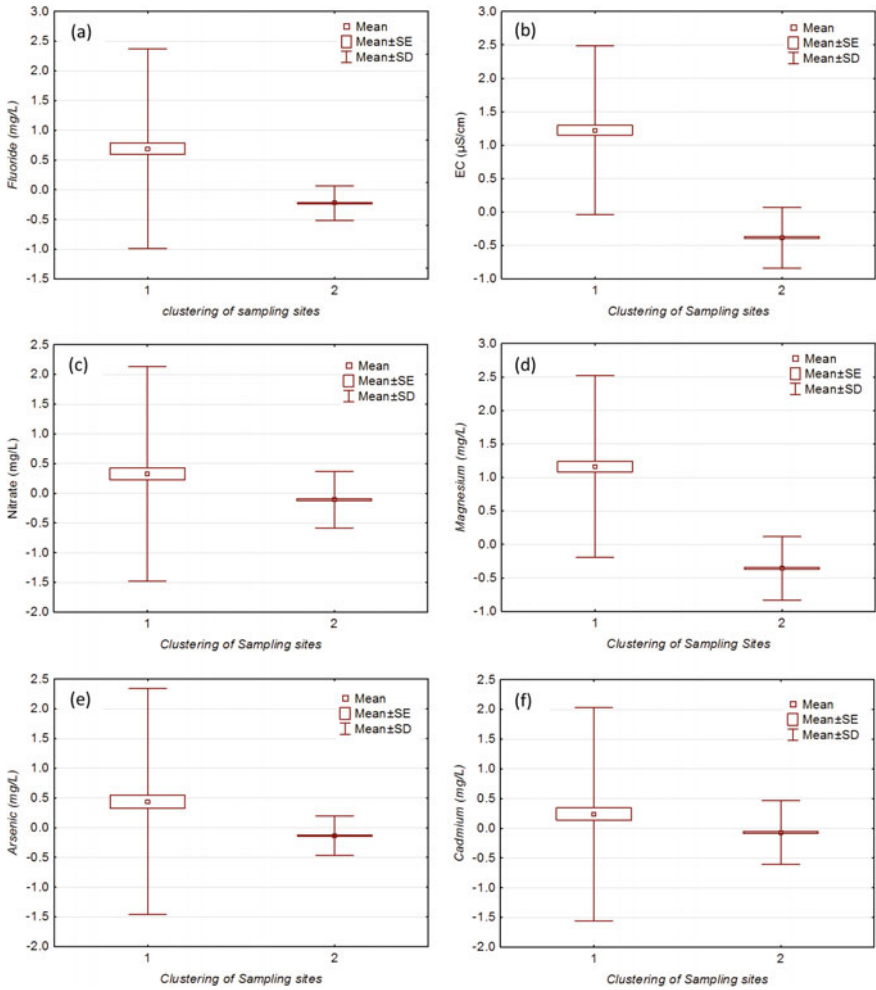 (a)
Mean
Mean±SE
Mean±SD
3.0
2.5
2.0
1.5
1.0
0.5
0.0
-0.5
-1.0
-1.5
Fluoride (mg/L)
1 2
clustering of sampling sites
(b)
Mean
Mean±SE
Mean±SD
3.0
2.5
2.0
1.5
1.0
0.5
0.0
-0.5
-1.0
EC (µS/cm)
1 2
Clustering of Sampling sites
(c)
Mean
Mean±SE
Mean±SD
2.5
2.0
1.5
1.0
0.5
0.0
-0.5
-1.0
-1.5
-2.0
Nitrate (mg/L)
1 2
Clustering of Sampling sites
(d)
Mean
Mean±SE
Mean±SD
3.0
2.5
2.0
1.5
1.0
0.5
0.0
-0.5
-1.0
Magnesium (mg/L)
1 2
Clustering of Sampling Sites
(e)
Mean
Mean±SE
Mean±SD
2.5
2.0
1.5
1.0
0.5
0.0
-0.5
-1.0
-1.5
-2.0
Arsenic (mg/L)
1 2
Clustering of Sampling sites
(f)
Mean
Mean±SE
Mean±SD
2.5
2.0
1.5
1.0
0.5
0.0
-0.5
-1.0
-1.5
-2.0
Cadmium (mg/L)
1 2
Clustering of Sampling sites